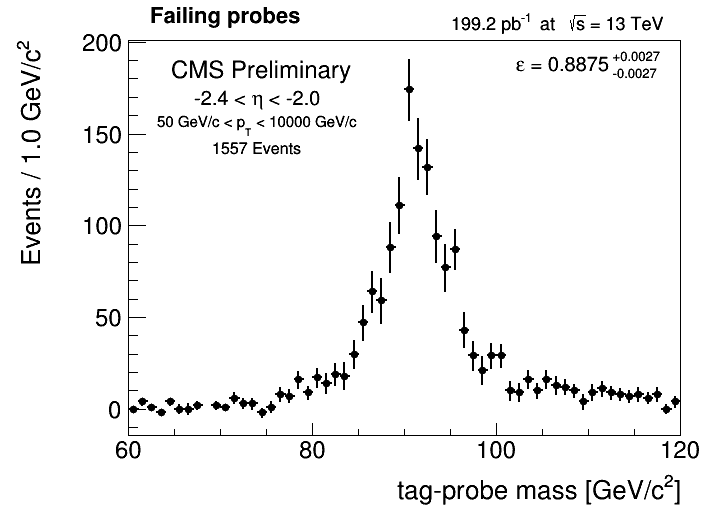 Failing probes
199.2 pb⁻¹ at √s = 13 TeV
CMS Preliminary
-2.4 < η < -2.0
50 GeV/c < p_T < 10000 GeV/c
1557 Events
ε = 0.8875 +0.0027 -0.0027
Events / 1.0 GeV/c²
200
150
100
50
0
60 80 100 120
tag-probe mass [GeV/c²]